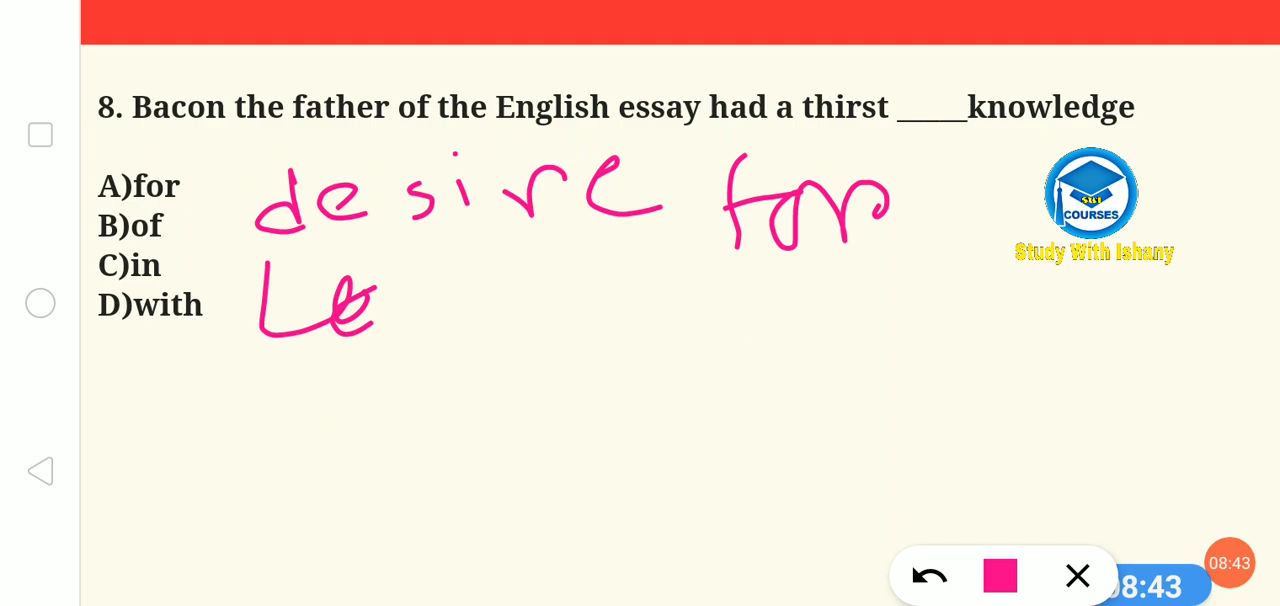 8. Bacon the father of the English essay had a thirst _____knowledge
A)for
B)of
C)in
D)with
desire for
Le
SWI
COURSES
Study With Ishany
08:43
08:43